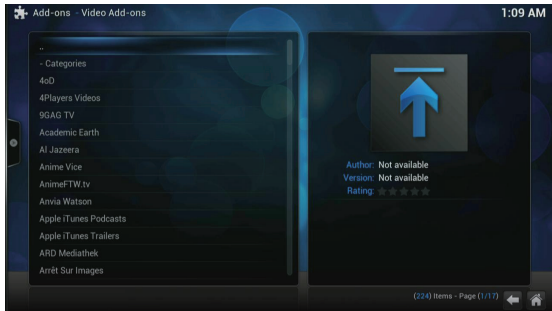 Add-ons - Video Add-ons
1:09 AM
..
- Categories
4oD
4Players Videos
9GAG TV
Academic Earth
Al Jazeera
Anime Vice
AnimeFTW.tv
Anvia Watson
Apple iTunes Podcasts
Apple iTunes Trailers
ARD Mediathek
Arrêt Sur Images
Author: Not available
Version: Not available
Rating:
(224) Items - Page (1/17)